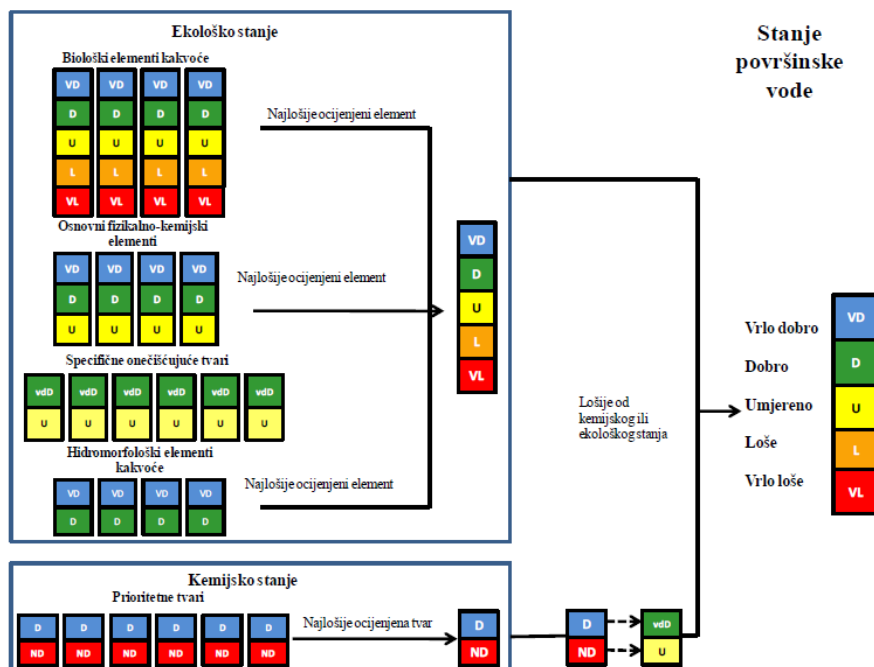 Ekološko stanje
Biološki elementi kakvoće
VD VD VD VD
D D D D
U U U U
L L L L
VL VL VL VL
Najlošije ocijenjeni element
Osnovni fizikalno-kemijski
elementi
VD VD VD VD
D D D D
U U U U
Najlošije ocijenjeni element
Specifične onečišćujuće tvari
vdD vdD vdD vdD vdD vdD
U U U U U U
Hidromorfološki elementi
kakvoće
VD VD VD VD
D D D D
Najlošije ocijenjeni element
VD
D
U
L
VL
Kemijsko stanje
Prioritetne tvari
D D D D D D
ND ND ND ND ND ND
Najlošije ocijenjena tvar
D
ND
D
ND
vdD
U
Lošije od
kemijskog ili
ekološkog stanja
Stanje
površinske
vode
Vrlo dobro
Dobro
Umjereno
Loše
Vrlo loše
VD
D
U
L
VL